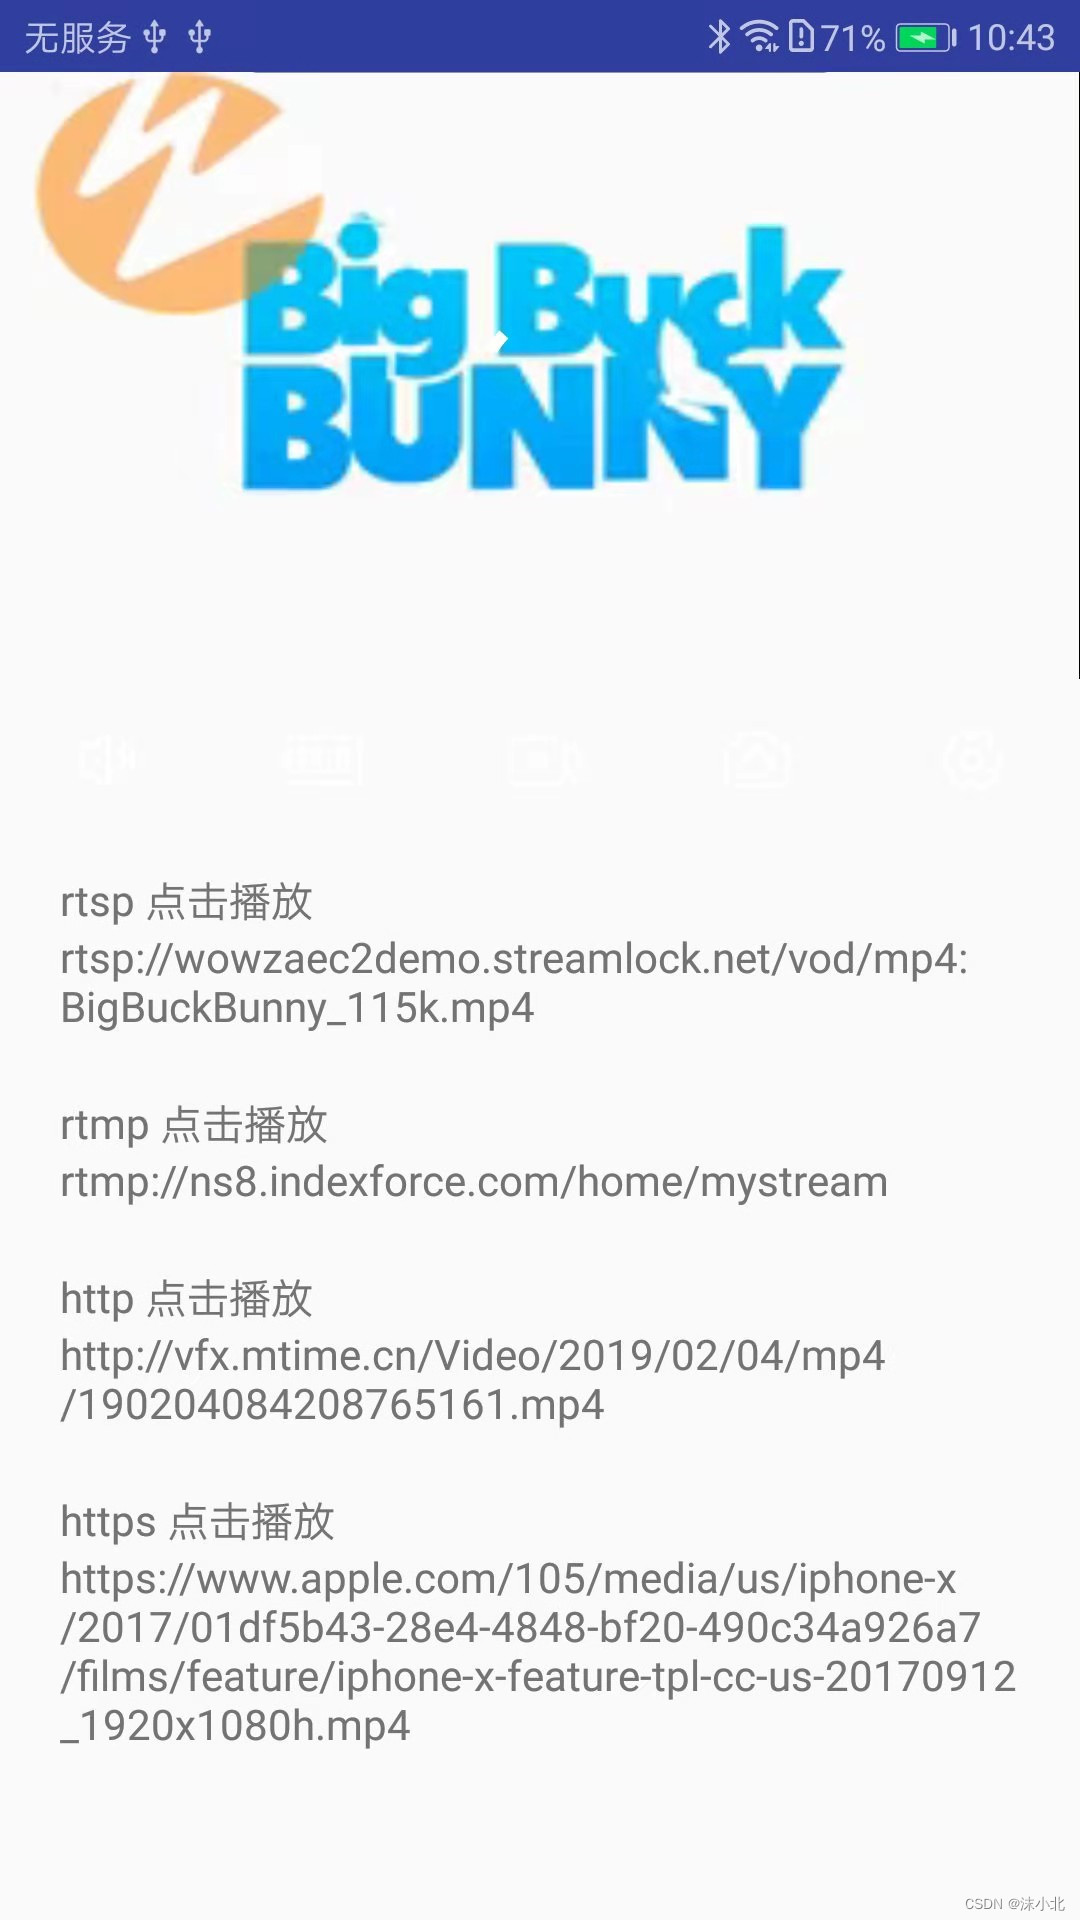 无服务 71% 10:43
Big Buck
BUNNY
rtsp 点击播放
rtsp://wowzaec2demo.streamlock.net/vod/mp4:
BigBuckBunny_115k.mp4
rtmp 点击播放
rtmp://ns8.indexforce.com/home/mystream
http 点击播放
http://vfx.mtime.cn/Video/2019/02/04/mp4
/190204084208765161.mp4
https 点击播放
https://www.apple.com/105/media/us/iphone-x
/2017/01df5b43-28e4-4848-bf20-490c34a926a7
/films/feature/iphone-x-feature-tpl-cc-us-20170912
_1920x1080h.mp4
CSDN @沫小北